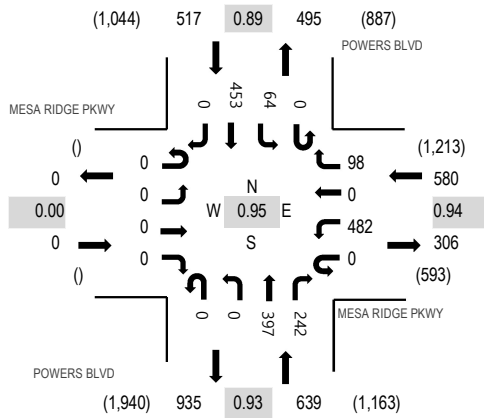 (1,044) 517 0.89 495 (887)
POWERS BLVD
MESA RIDGE PKWY
0 453 64 0
() 0 98 (1,213)
0 0 0 580
N
0.00 0 W 0.95 E 482 0.94
S
0 0 0 306
() (593)
0 0 397 242
MESA RIDGE PKWY
POWERS BLVD
(1,940) 935 0.93 639 (1,163)